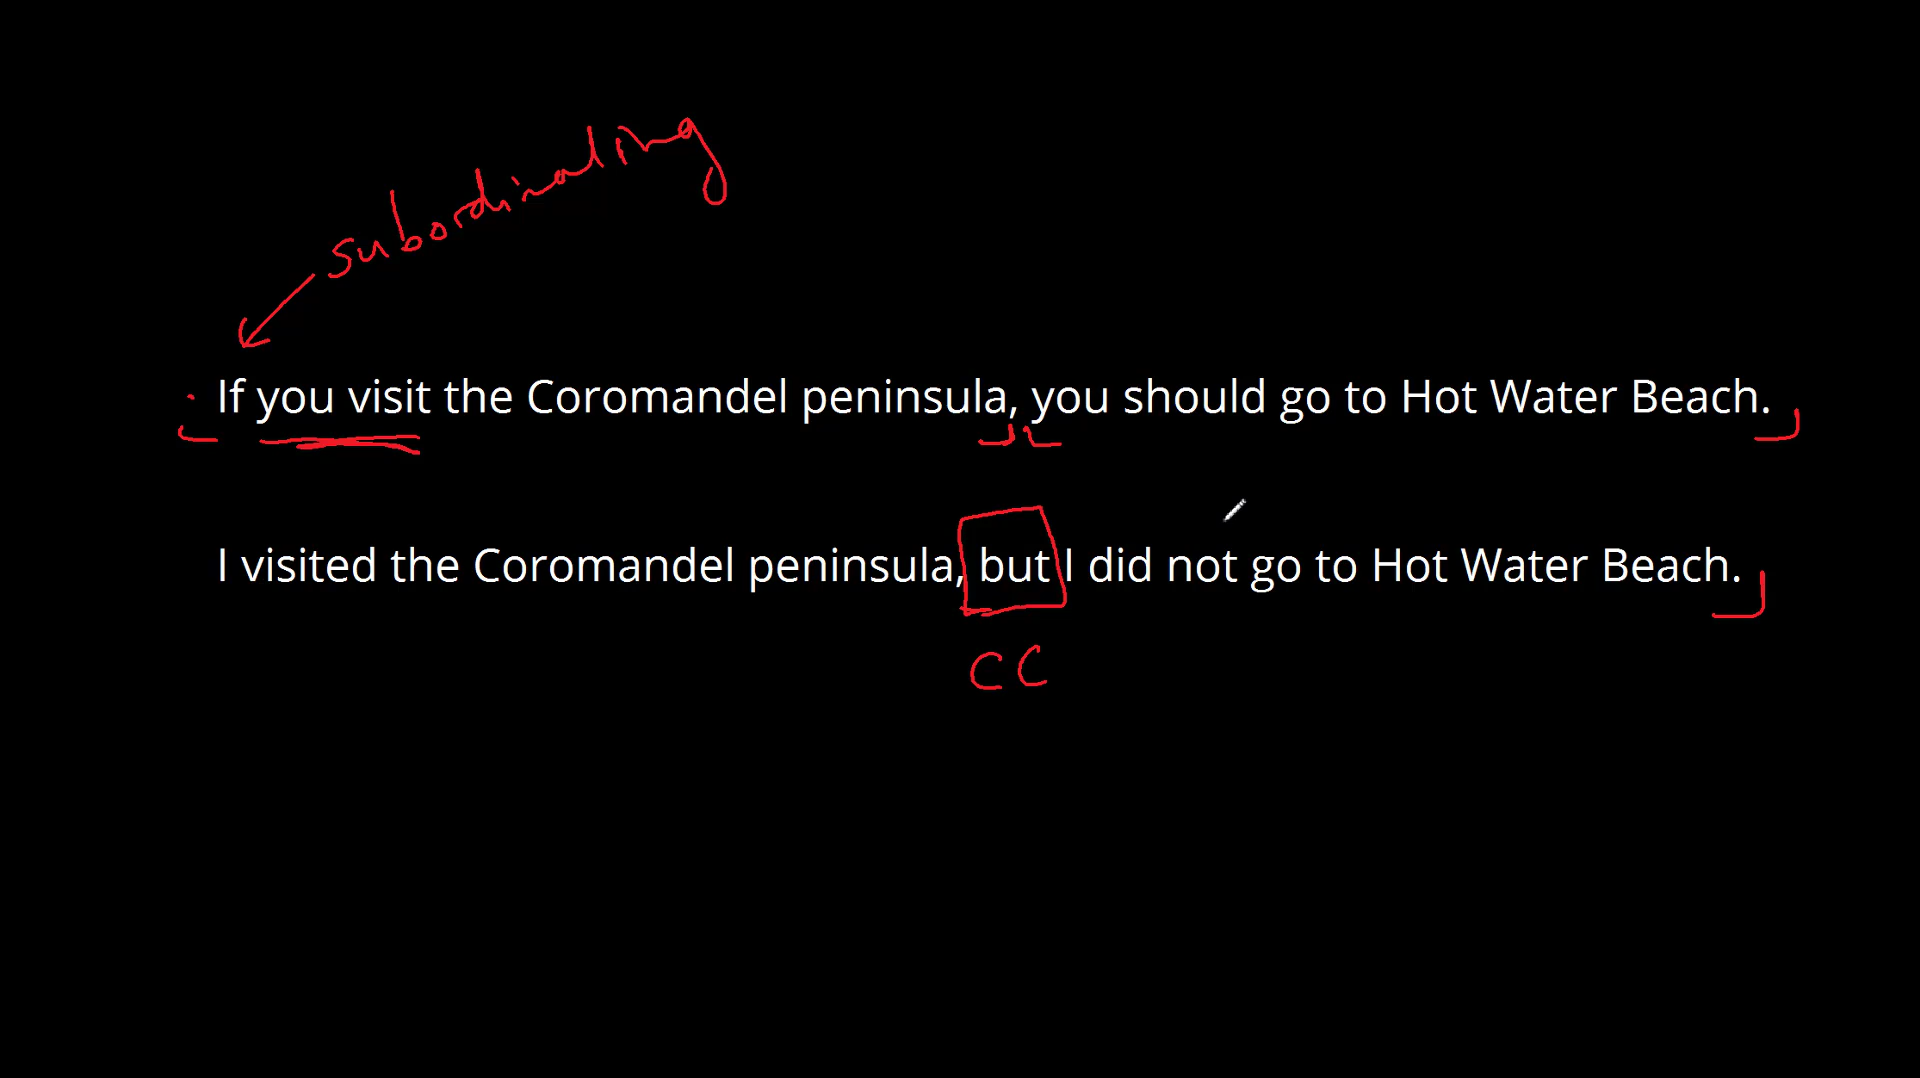 subordinating
If you visit the Coromandel peninsula, you should go to Hot Water Beach.
I visited the Coromandel peninsula, but I did not go to Hot Water Beach.
CC